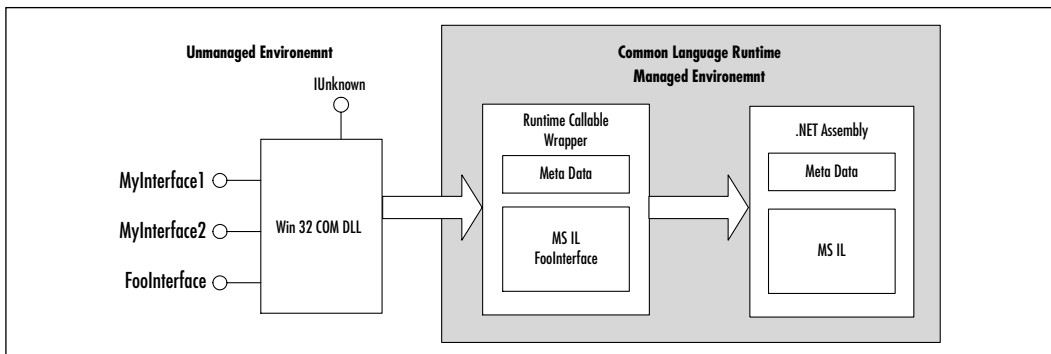 Unmanaged Environemnt
IUnknown
MyInterface1
MyInterface2
FooInterface
Win 32 COM DLL
Common Language Runtime
Managed Environemnt
Runtime Callable
Wrapper
Meta Data
MS IL
FooInterface
.NET Assembly
Meta Data
MS IL